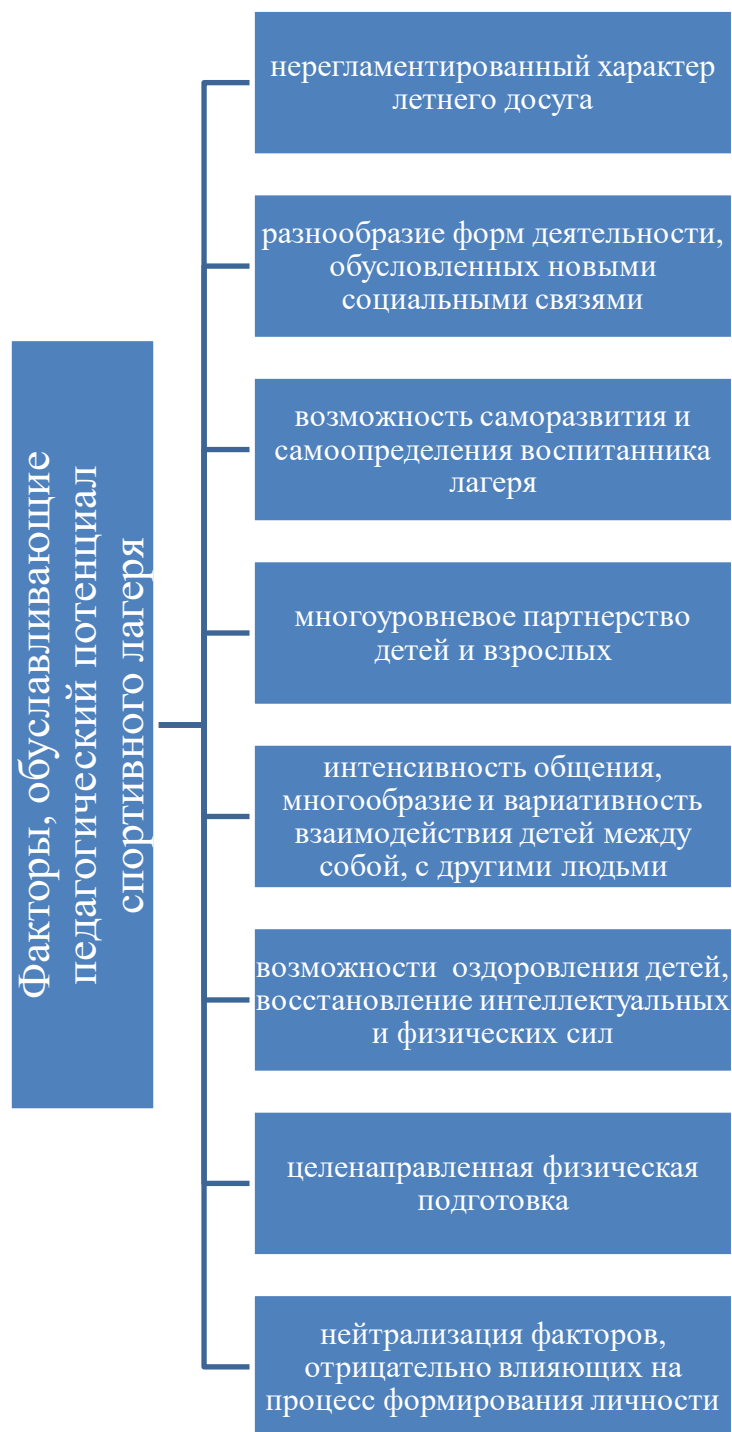 Факторы, обуславливающие
педагогический потенциал
спортивного лагеря
нерегламентированный характер
летнего досуга
разнообразие форм деятельности,
обусловленных новыми
социальными связями
возможность саморазвития и
самоопределения воспитанника
лагеря
многоуровневое партнерство
детей и взрослых
интенсивность общения,
многообразие и вариативность
взаимодействия детей между
собой, с другими людьми
возможности оздоровления детей,
восстановление интеллектуальных
и физических сил
целенаправленная физическая
подготовка
нейтрализация факторов,
отрицательно влияющих на
процесс формирования личности